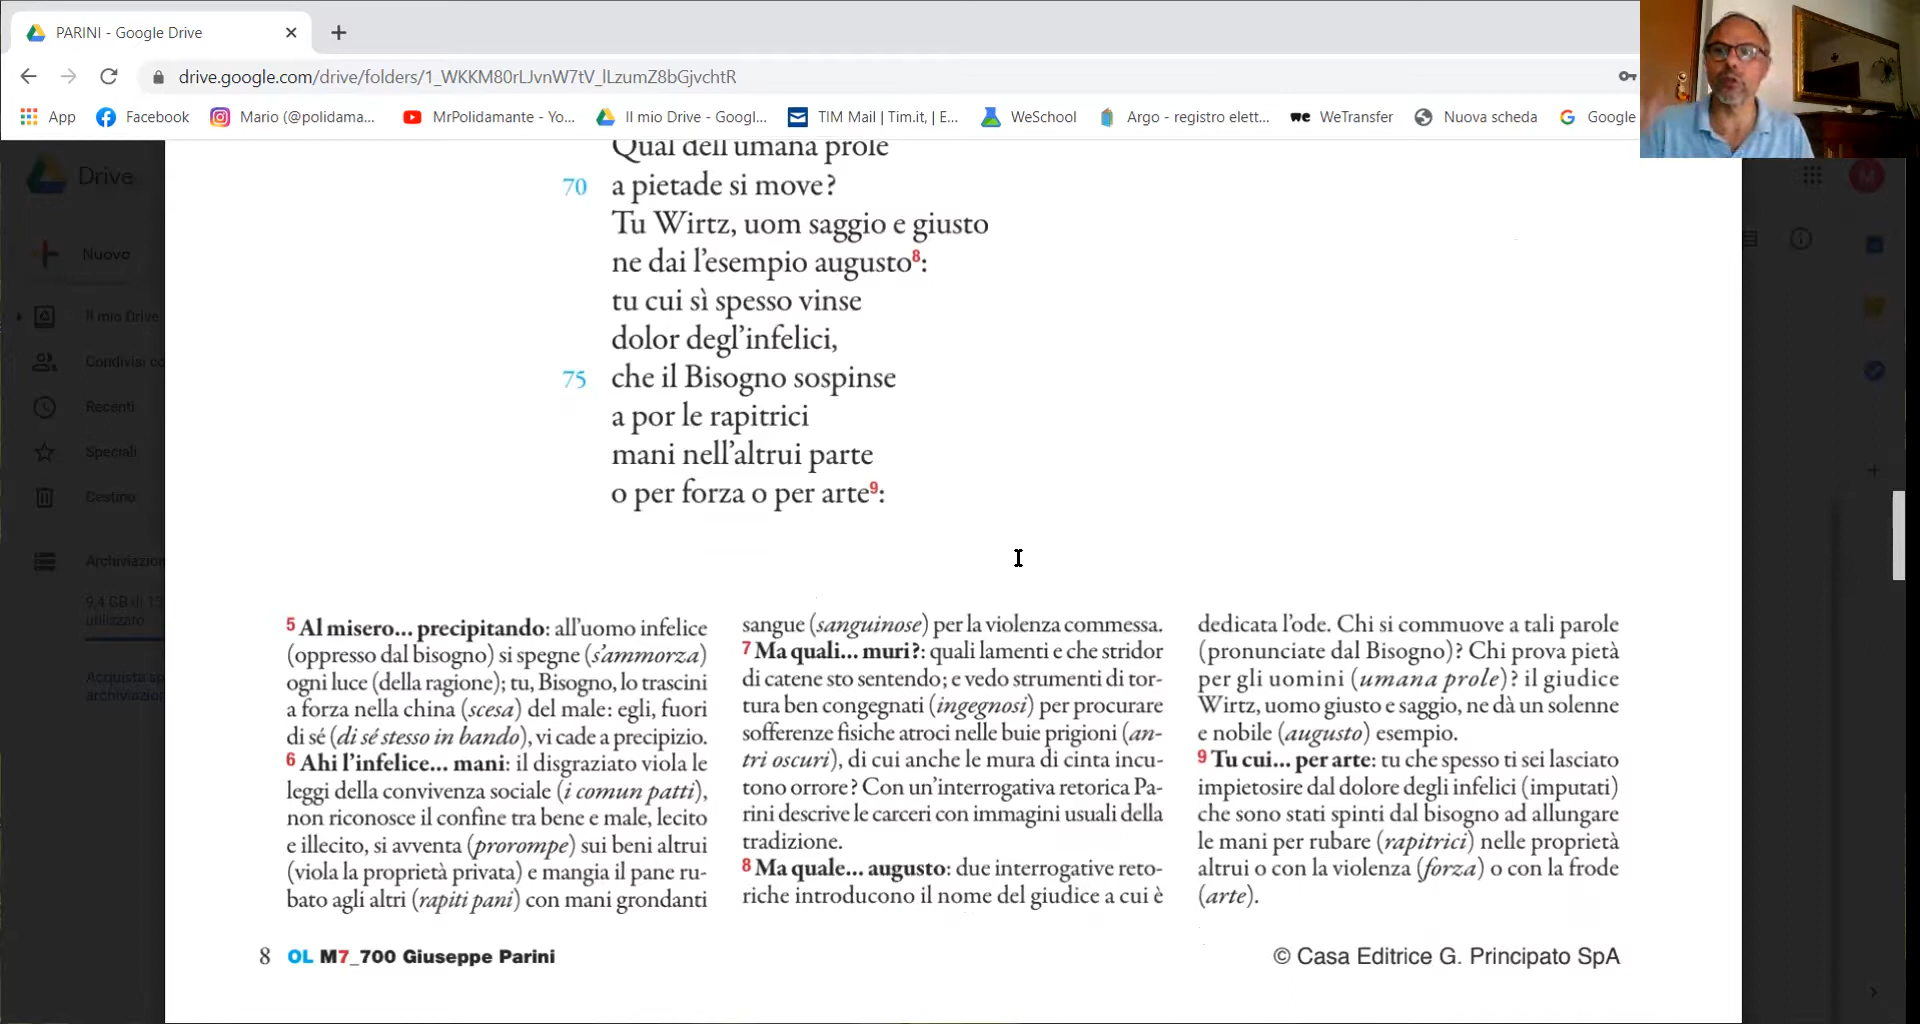 PARINI - Google Drive
drive.google.com/drive/folders/1_WKKM80rLJvnW7tV_lLzumZ8bGjvchtR
App Facebook Mario (@polidama... MrPolidamante - Yo... Il mio Drive - Googl... TIM Mail | Tim.it, | E... WeSchool Argo - registro elett... WeTransfer Nuova scheda Google
Drive
M
Nuovo
Il mio Drive
Condivisi co
Recenti
Speciali
Cestino
Archiviazion
9,4 GB di 15
utilizzato
Acquista sp
archiviazion
Qual dell'umana prole
70 a pietade si move?
Tu Wirtz, uom saggio e giusto
ne dai l'esempio augusto8:
tu cui sì spesso vinse
dolor degl'infelici,
75 che il Bisogno sospinse
a por le rapitrici
mani nell'altrui parte
o per forza o per arte9:
5 Al misero... precipitando: all'uomo infelice
(oppresso dal bisogno) si spegne (s'ammorza)
ogni luce (della ragione); tu, Bisogno, lo trascini
a forza nella china (scesa) del male: egli, fuori
di sé (di sé stesso in bando), vi cade a precipizio.
6 Ahi l'infelice... mani: il disgraziato viola le
leggi della convivenza sociale (i comun patti),
non riconosce il confine tra bene e male, lecito
e illecito, si avventa (prorompe) sui beni altrui
(viola la proprietà privata) e mangia il pane ru-
bato agli altri (rapiti pani) con mani grondanti
sangue (sanguinose) per la violenza commessa.
7 Ma quali... muri?: quali lamenti e che stridor
di catene sto sentendo; e vedo strumenti di tor-
tura ben congegnati (ingegnosi) per procurare
sofferenze fisiche atroci nelle buie prigioni (an-
tri oscuri), di cui anche le mura di cinta incu-
tono orrore? Con un'interrogativa retorica Pa-
rini descrive le carceri con immagini usuali della
tradizione.
8 Ma quale... augusto: due interrogative reto-
riche introducono il nome del giudice a cui è
dedicata l'ode. Chi si commuove a tali parole
(pronunciate dal Bisogno)? Chi prova pietà
per gli uomini (umana prole)? il giudice
Wirtz, uomo giusto e saggio, ne dà un solenne
e nobile (augusto) esempio.
9 Tu cui... per arte: tu che spesso ti sei lasciato
impietosire dal dolore degli infelici (imputati)
che sono stati spinti dal bisogno ad allungare
le mani per rubare (rapitrici) nelle proprietà
altrui o con la violenza (forza) o con la frode
(arte).
8 OL M7_700 Giuseppe Parini
© Casa Editrice G. Principato SpA